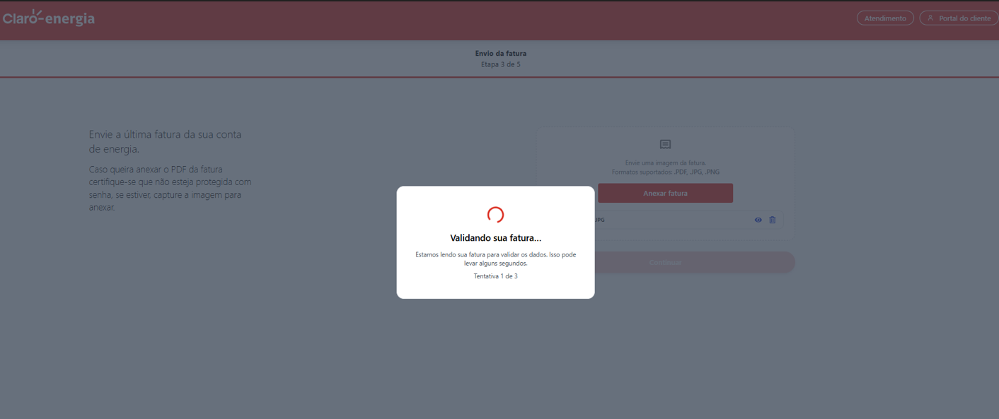 Claro-energia
Atendimento
Portal do cliente
Envio da fatura
Etapa 3 de 5
Envie a última fatura da sua conta
de energia.
Caso queira anexar o PDF da fatura
certifique-se que não esteja protegida com
senha, se estiver, capture a imagem para
anexar.
Envie uma imagem da fatura.
Formatos suportados: .PDF, .JPG, .PNG
Anexar fatura
JPG
Continuar
Validando sua fatura...
Estamos lendo sua fatura para validar os dados. Isso pode
levar alguns segundos.
Tentativa 1 de 3